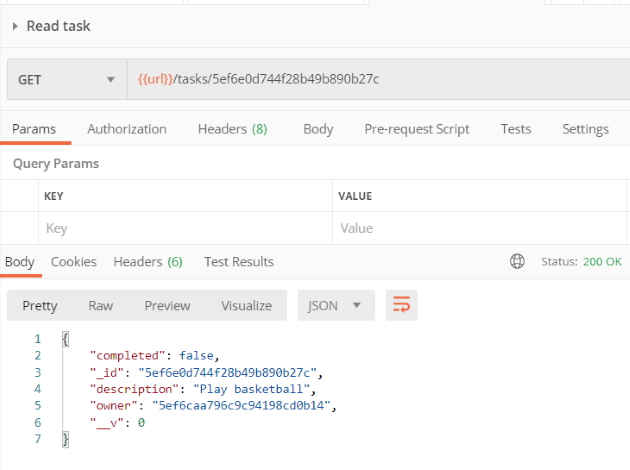 Read task
GET {{url}}/tasks/5ef6e0d744f28b49b890b27c
Params Authorization Headers (8) Body Pre-request Script Tests Settings
Query Params
KEY VALUE
Key Value
Body Cookies Headers (6) Test Results Status: 200 OK
Pretty Raw Preview Visualize JSON
1 {
2 "completed": false,
3 "_id": "5ef6e0d744f28b49b890b27c",
4 "description": "Play basketball",
5 "owner": "5ef6caa796c9c94198cd0b14",
6 "__v": 0
7 }